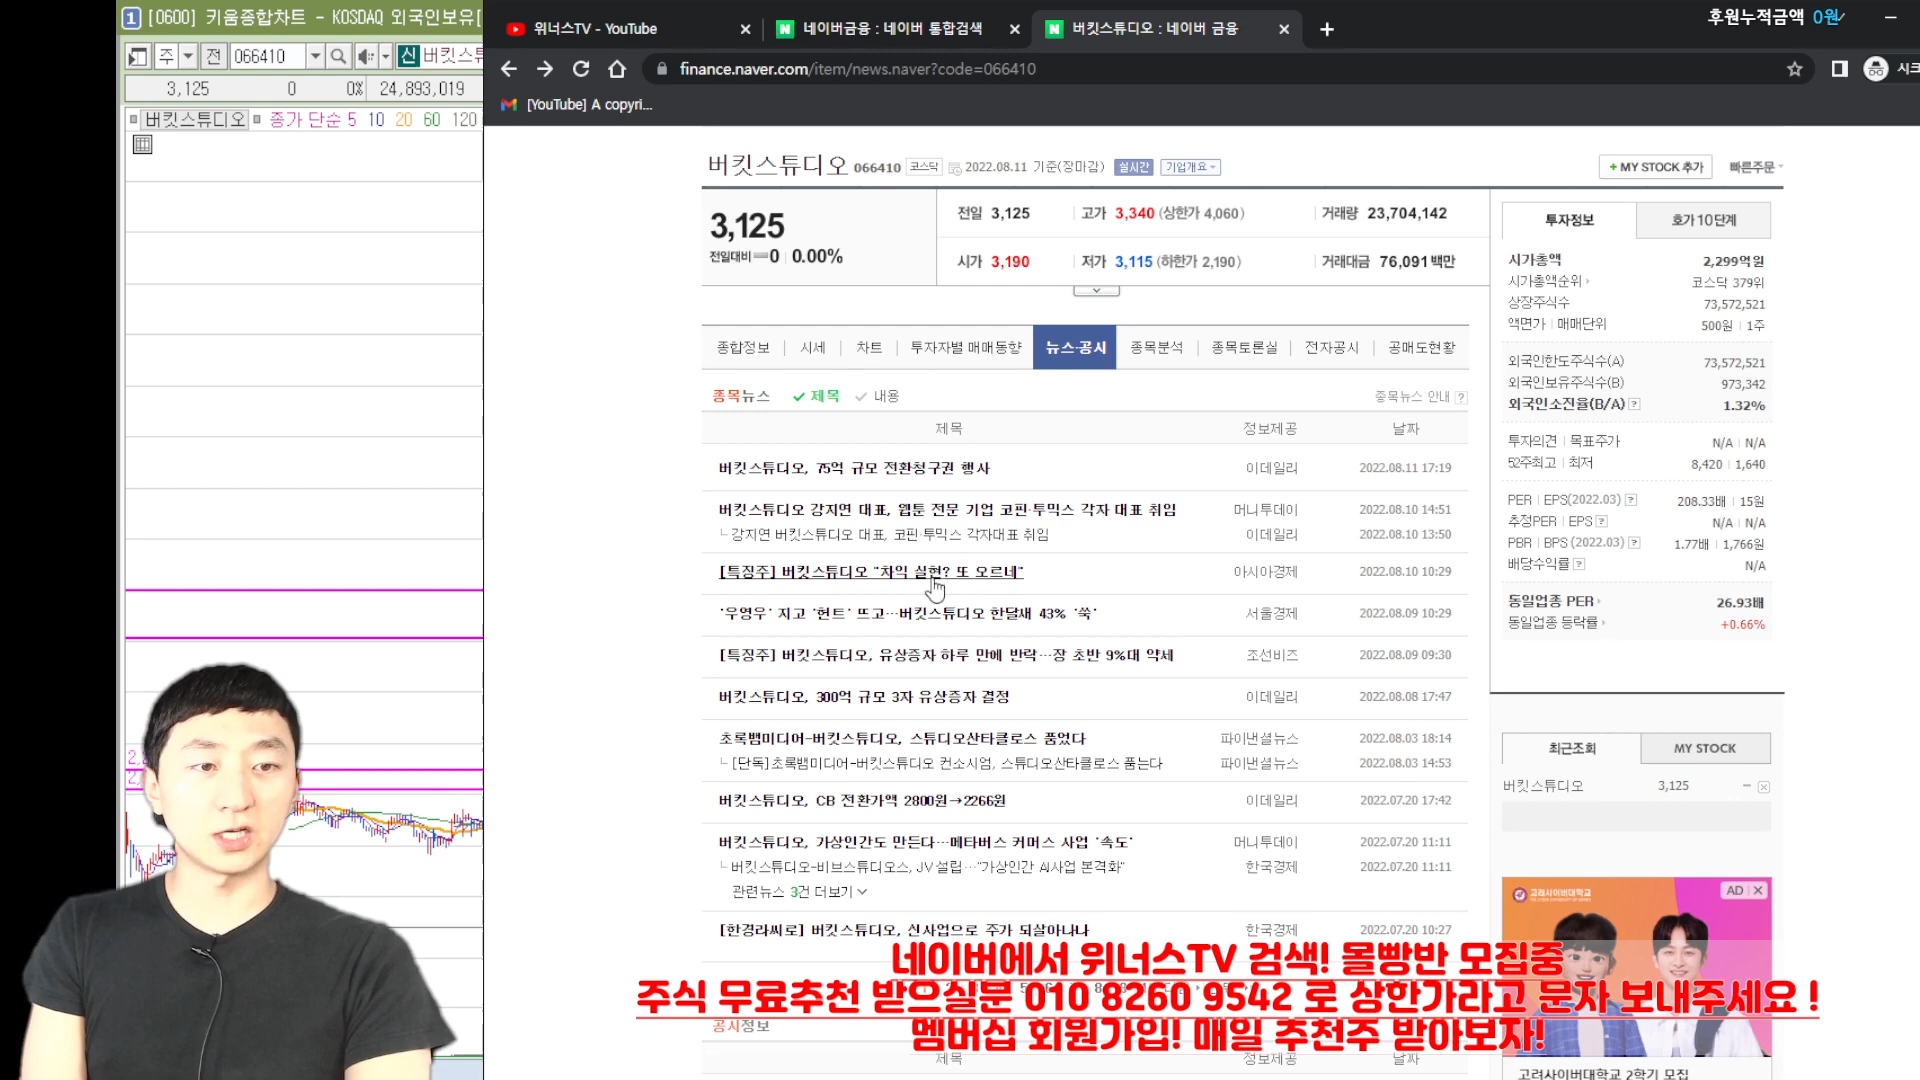 1 [0600] 키움종합차트 - KOSDAQ 외국인보유[
주 전 066410 신 버킷스튜
3,125 0 0% 24,893,019
버킷스튜디오 종가 단순 5 10 20 60 120
위너스TV - YouTube
네이버금융 : 네이버 통합검색
버킷스튜디오 : 네이버 금융
후원누적금액 0원
finance.naver.com/item/news.naver?code=066410
시크
[YouTube] A copyri...
버킷스튜디오 066410 코스닥 2022.08.11 기준(장마감) 실시간 기업개요
+ MY STOCK 추가 빠른주문
3,125
전일대비 0 0.00%
전일 3,125 고가 3,340 (상한가 4,060) 거래량 23,704,142
시가 3,190 저가 3,115 (하한가 2,190) 거래대금 76,091 백만
종합정보 시세 차트 투자자별 매매동향 뉴스·공시 종목분석 종목토론실 전자공시 공매도현황
종목뉴스 제목 내용 종목뉴스 안내 ?
제목 정보제공 날짜
버킷스튜디오, 75억 규모 전환청구권 행사 이데일리 2022.08.11 17:19
버킷스튜디오 강지연 대표, 웹툰 전문 기업 코핀·투믹스 각자 대표 취임 머니투데이 2022.08.10 14:51
강지연 버킷스튜디오 대표, 코핀·투믹스 각자대표 취임 이데일리 2022.08.10 13:50
[특징주] 버킷스튜디오 "차익 실현? 또 오르네" 아시아경제 2022.08.10 10:29
'우영우' 지고 '헌트' 뜨고…버킷스튜디오 한달새 43% '쑥' 서울경제 2022.08.09 10:29
[특징주] 버킷스튜디오, 유상증자 하루 만에 반락…장 초반 9%대 약세 조선비즈 2022.08.09 09:30
버킷스튜디오, 300억 규모 3자 유상증자 결정 이데일리 2022.08.08 17:47
초록뱀미디어-버킷스튜디오, 스튜디오산타클로스 품었다 파이낸셜뉴스 2022.08.03 18:14
[단독]초록뱀미디어-버킷스튜디오 컨소시엄, 스튜디오산타클로스 품는다 파이낸셜뉴스 2022.08.03 14:53
버킷스튜디오, CB 전환가액 2800원→2266원 이데일리 2022.07.20 17:42
버킷스튜디오, 가상인간도 만든다…메타버스 커머스 사업 '속도' 머니투데이 2022.07.20 11:11
버킷스튜디오-비브스튜디오스, JV 설립…"가상인간 AI사업 본격화" 한국경제 2022.07.20 11:11
관련뉴스 3건 더보기
[한경라씨로] 버킷스튜디오, 신사업으로 주가 되살아나나 한국경제 2022.07.20 10:27
투자정보 호가 10단계
시가총액 2,299억원
시가총액순위 코스닥 379위
상장주식수 73,572,521
액면가 매매단위 500원 1주
외국인한도주식수(A) 73,572,521
외국인보유주식수(B) 973,342
외국인소진율(B/A) ? 1.32%
투자의견 목표주가 N/A N/A
52주최고 최저 8,420 1,640
PER EPS(2022.03) ? 208.33배 15원
추정PER EPS ? N/A N/A
PBR BPS (2022.03) ? 1.77배 1,766원
배당수익률 ? N/A
동일업종 PER 26.93배
동일업종 등락률 +0.66%
최근조회 MY STOCK
버킷스튜디오 3,125
고려사이버대학교
AD X
네이버에서 위너스TV 검색! 몰빵반 모집중
주식 무료추천 받으실분 010 8260 9542 로 상한가라고 문자 보내주세요 !
멤버십 회원가입! 매일 추천주 받아보자!
공시정보
제목 정보제공 날짜
고려사이버대학교 2학기 모집